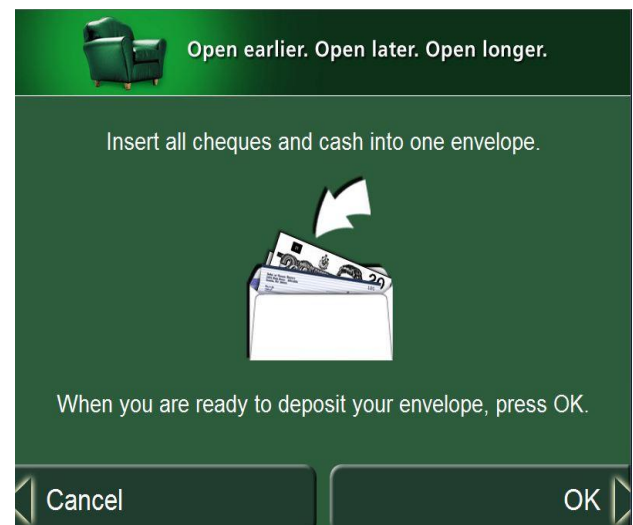 Open earlier. Open later. Open longer.
Insert all cheques and cash into one envelope.
20
When you are ready to deposit your envelope, press OK.
Cancel
OK